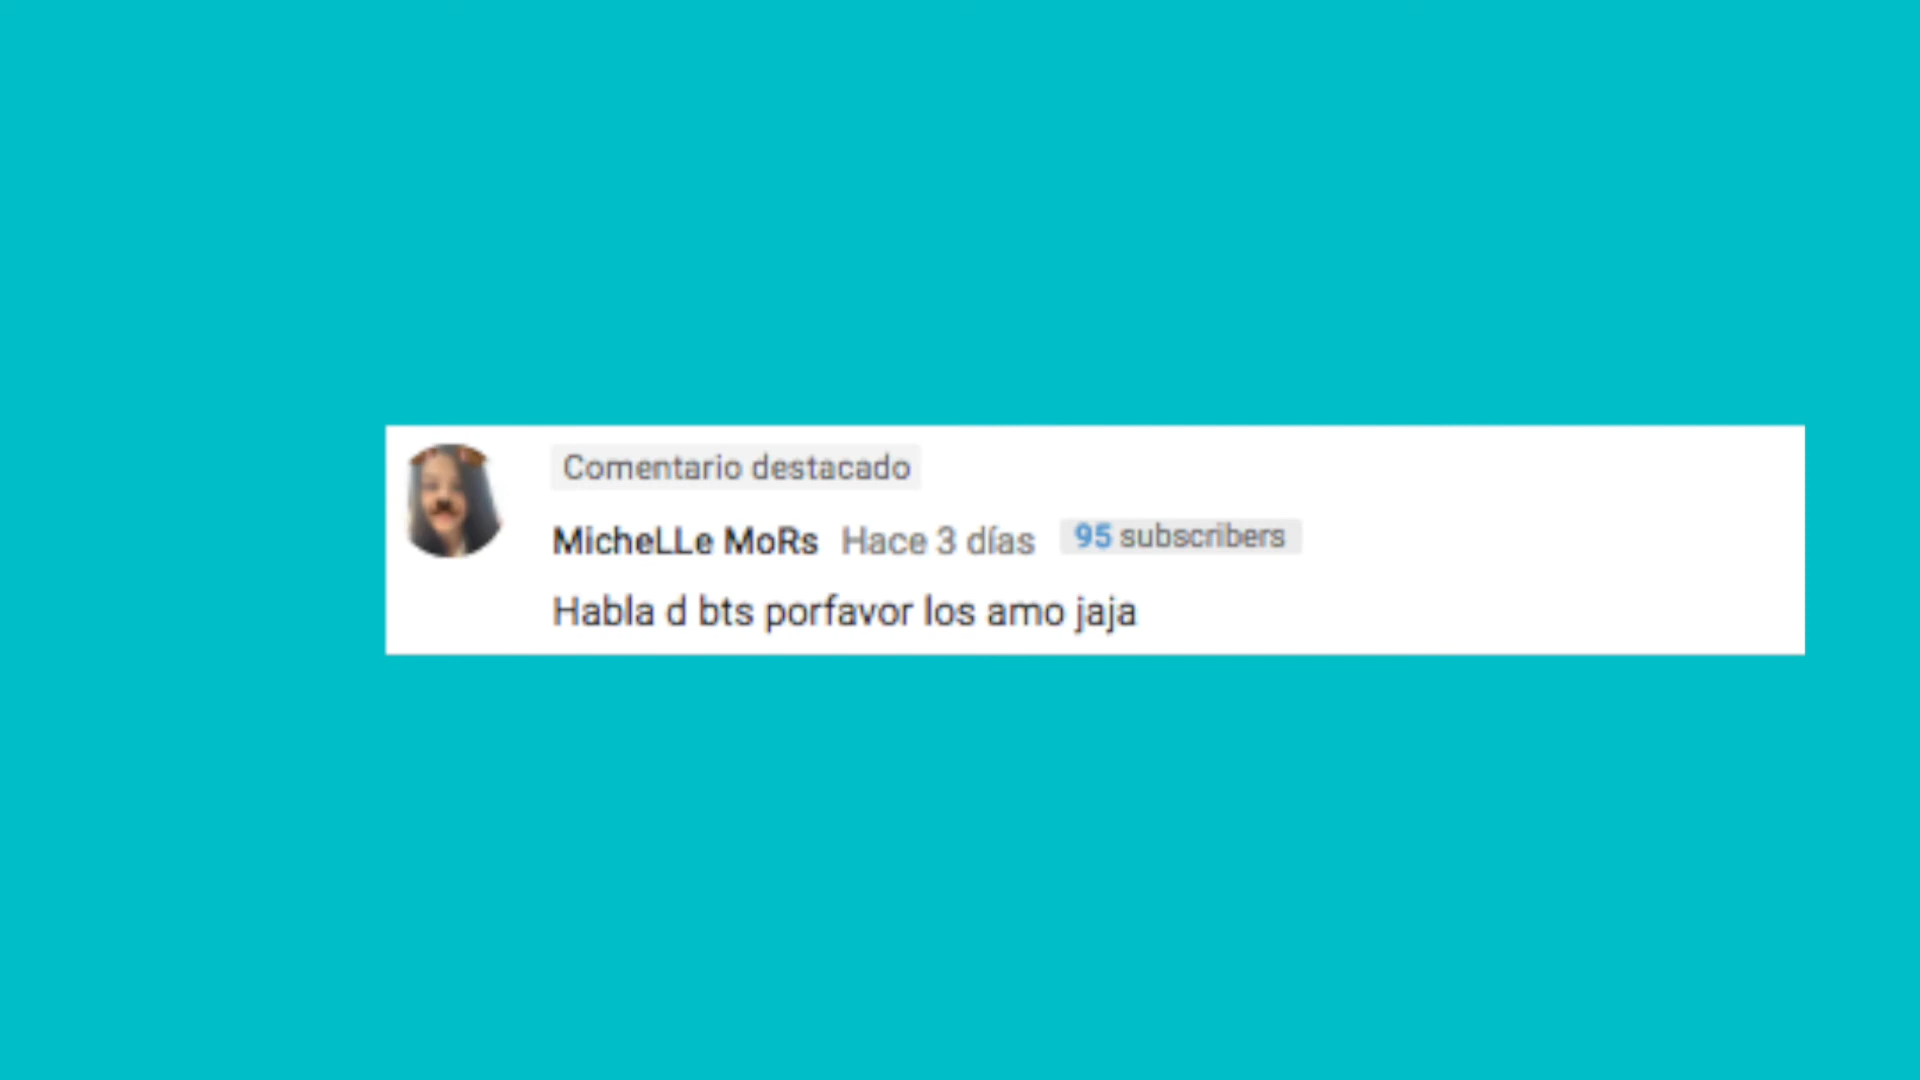 Comentario destacado
MicheLLe MoRs Hace 3 días 95 subscribers
Habla d bts porfavor los amo jaja